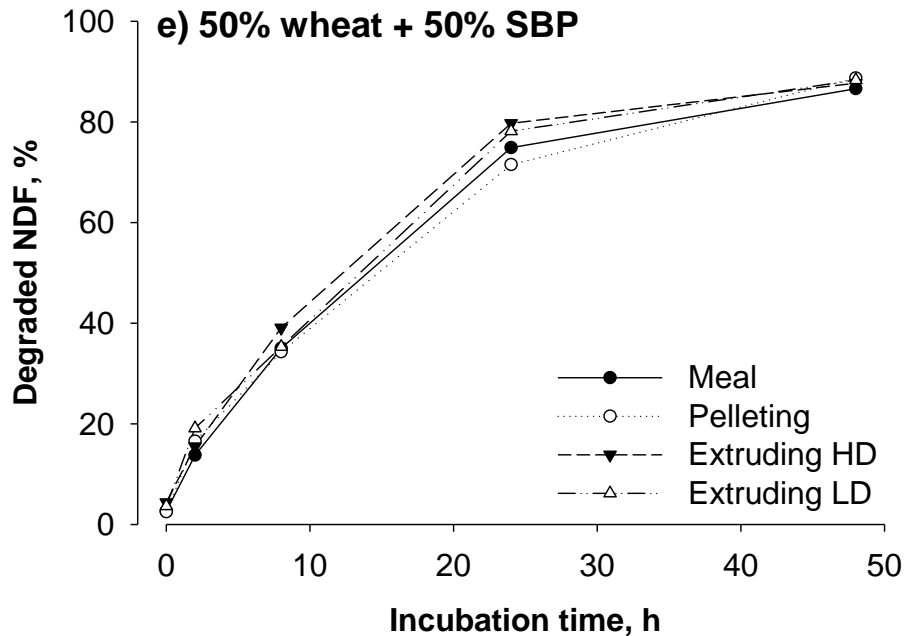 e) 50% wheat + 50% SBP
100
80
60
40
20
0
Degraded NDF, %
Meal
Pelleting
Extruding HD
Extruding LD
0 10 20 30 40 50
Incubation time, h